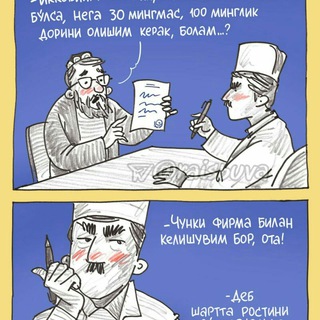 БЎЛСА, НЕГА 30 МИНГМАС, 100 МИНГЛИК
ДОРИНИ ОЛИШИМ КЕРАК, БОЛАМ...?
-ЧУНКИ ФИРМА БИЛАН
КЕЛИШУВИМ БОР, ОТА!
-ДЕБ
ШАРТТА РОСТИНИ